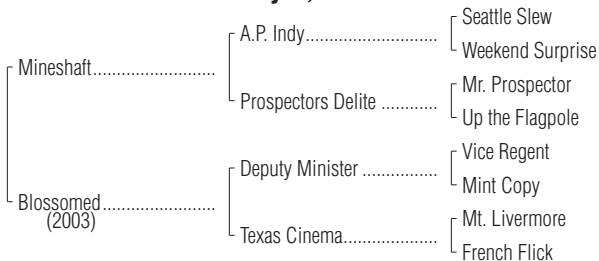 Seattle Slew
A.P. Indy..............................
Weekend Surprise
Mineshaft............................
Mr. Prospector
Prospectors Delite .............
Up the Flagpole
Vice Regent
Deputy Minister .................
Mint Copy
Blossomed..........................
(2003)
Mt. Livermore
Texas Cinema.....................
French Flick